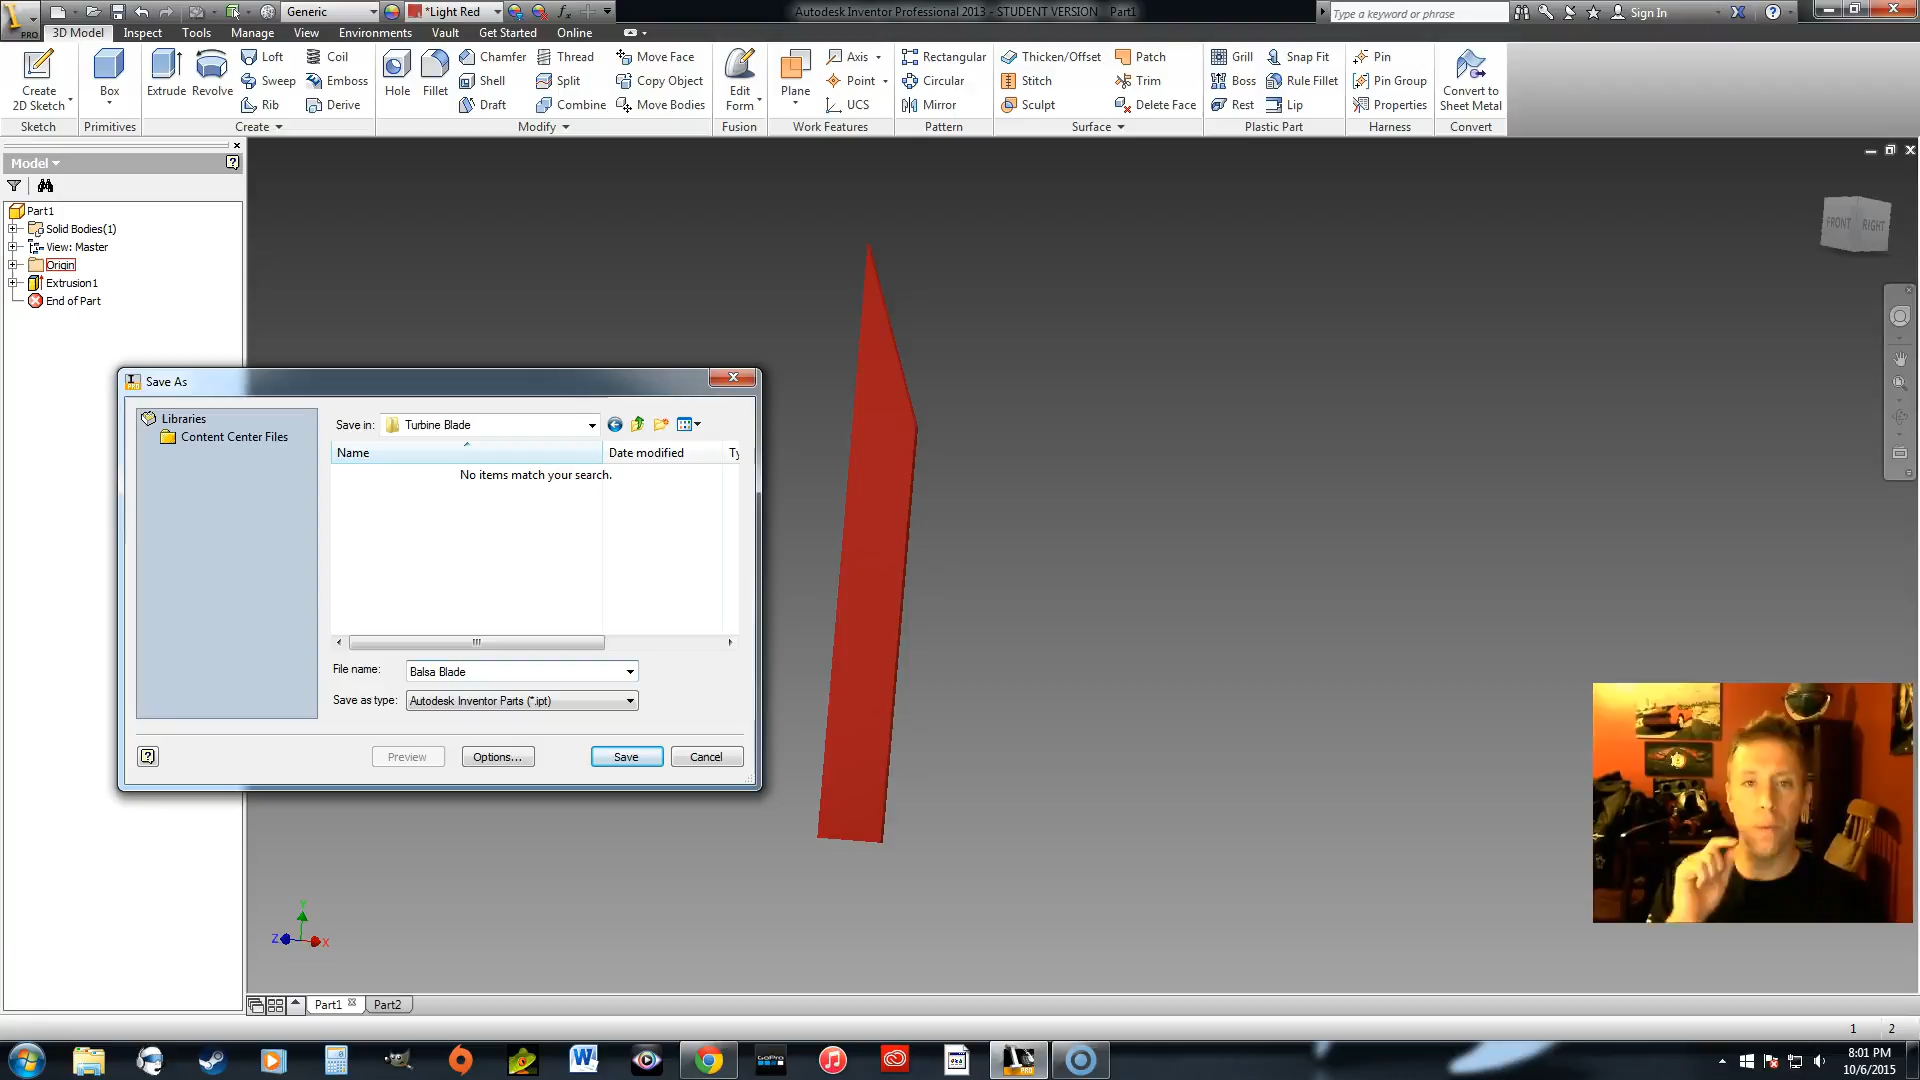 Generic
*Light Red
Autodesk Inventor Professional 2013 - STUDENT VERSION Part1
Type a keyword or phrase
Sign In
PRO
3D Model
Inspect
Tools
Manage
View
Environments
Vault
Get Started
Online
Create
2D Sketch
Box
Extrude
Revolve
Loft
Sweep
Rib
Coil
Emboss
Derive
Hole
Fillet
Chamfer
Shell
Draft
Thread
Split
Combine
Move Face
Copy Object
Move Bodies
Edit
Form
Plane
Axis
Point
UCS
Rectangular
Circular
Mirror
Thicken/Offset
Stitch
Sculpt
Patch
Trim
Delete Face
Grill
Boss
Rest
Snap Fit
Rule Fillet
Lip
Pin
Pin Group
Properties
Convert to
Sheet Metal
Sketch
Primitives
Create
Modify
Fusion
Work Features
Pattern
Surface
Plastic Part
Harness
Convert
Model
Part1
Solid Bodies(1)
View: Master
Origin
Extrusion1
End of Part
FRONT
RIGHT
Save As
Libraries
Content Center Files
Save in:
Turbine Blade
Name
Date modified
Ty
No items match your search.
File name:
Balsa Blade
Save as type:
Autodesk Inventor Parts (*.ipt)
Preview
Options...
Save
Cancel
Y
Z
X
Part1
Part2
1
2
8:01 PM
10/6/2015